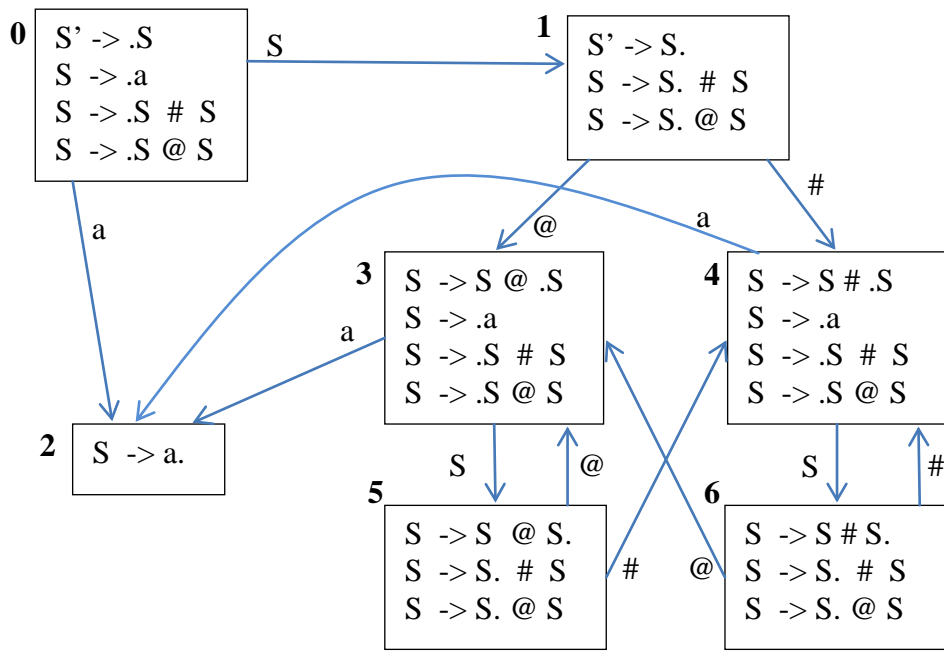 0
S’ -> .S
S -> .a
S -> .S # S
S -> .S @ S
S
1
S’ -> S.
S -> S. # S
S -> S. @ S
a
@
#
a
3
S -> S @ .S
S -> .a
S -> .S # S
S -> .S @ S
a
4
S -> S # .S
S -> .a
S -> .S # S
S -> .S @ S
2
S -> a.
S
@
S
#
5
S -> S @ S.
S -> S. # S
S -> S. @ S
#
@
6
S -> S # S.
S -> S. # S
S -> S. @ S